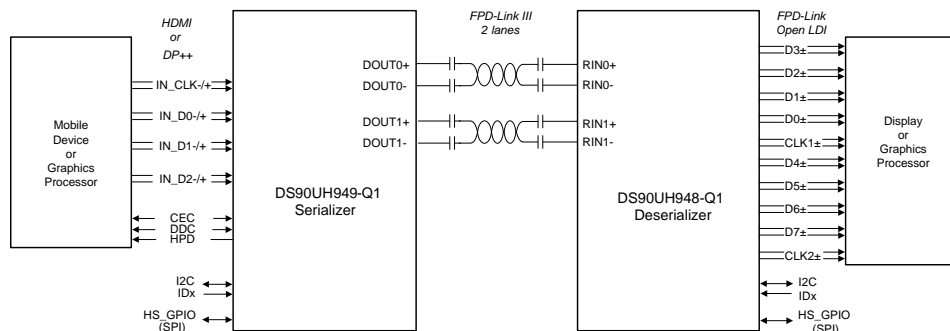 HDMI
or
DP++
FPD-Link III
2 lanes
FPD-Link
Open LDI
Mobile
Device
or
Graphics
Processor
IN_CLK-/+
IN_D0-/+
IN_D1-/+
IN_D2-/+
CEC
DDC
HPD
I2C
IDx
HS_GPIO
(SPI)
DOUT0+
DOUT0-
DOUT1+
DOUT1-
DS90UH949-Q1
Serializer
RIN0+
RIN0-
RIN1+
RIN1-
DS90UH948-Q1
Deserializer
D3±
D2±
D1±
D0±
CLK1±
D4±
D5±
D6±
D7±
CLK2±
I2C
IDx
HS_GPIO
(SPI)
Display
or
Graphics
Processor